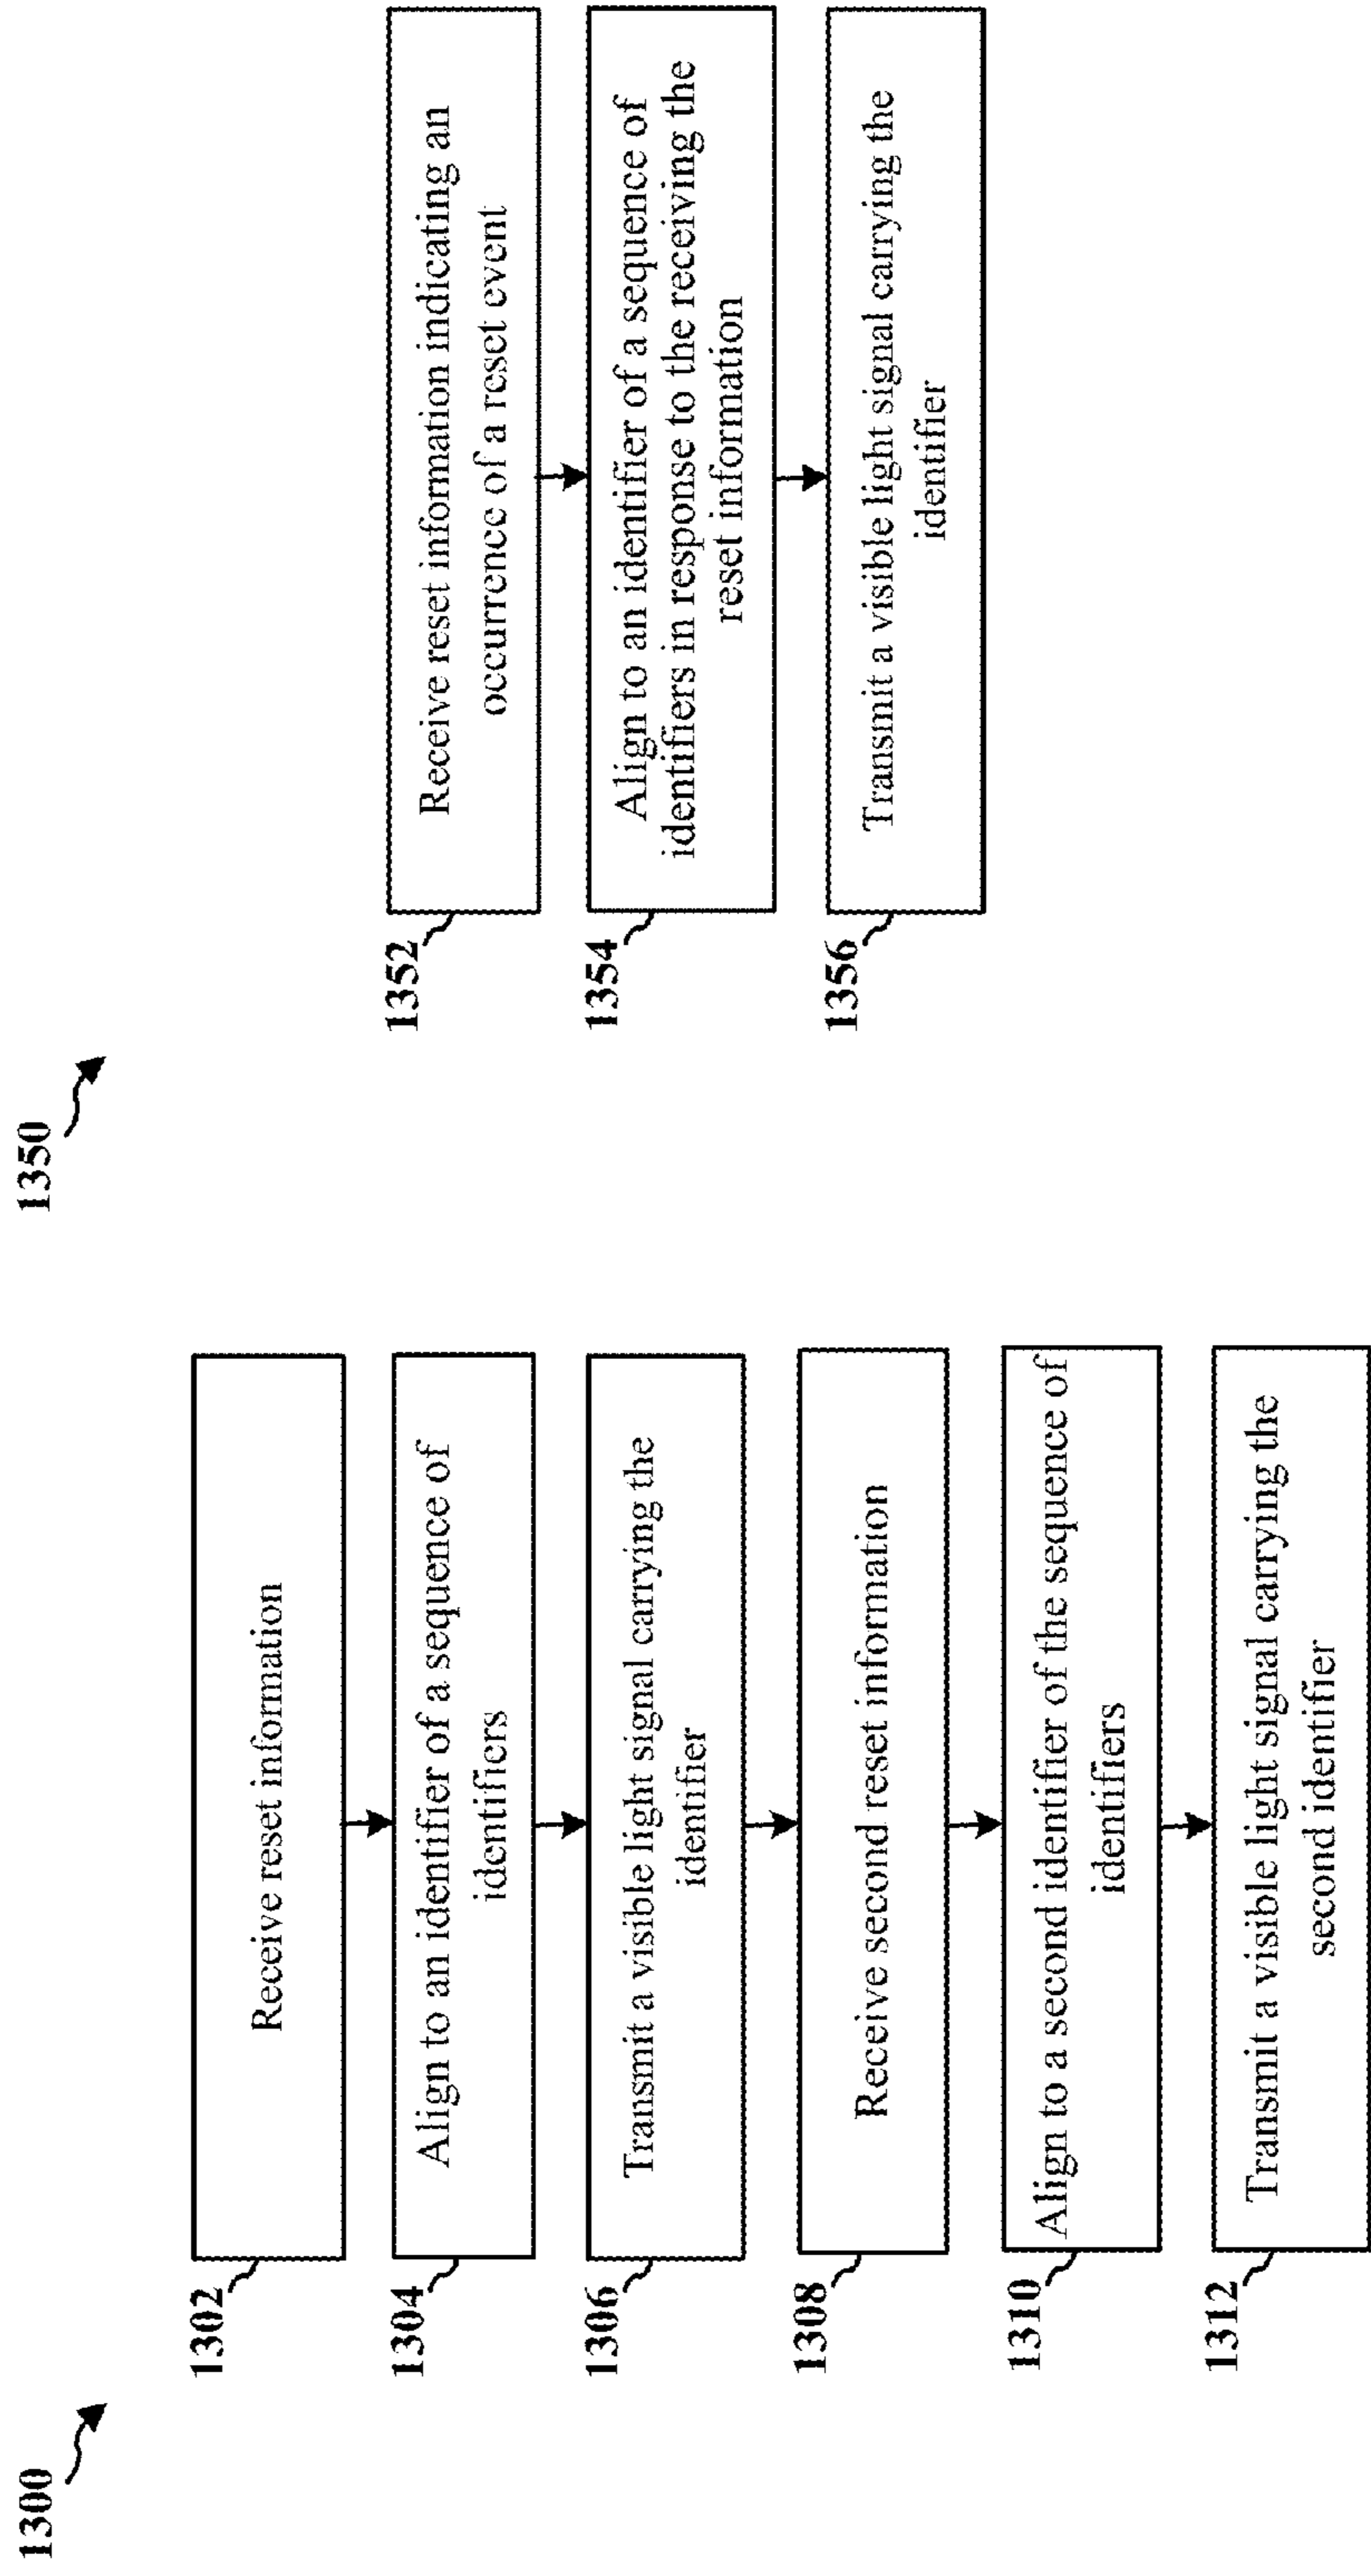 1300
1302
Receive reset information
1304
Align to an identifier of a sequence of
identifiers
1306
Transmit a visible light signal carrying the
identifier
1308
Receive second reset information
1310
Align to a second identifier of the sequence of
identifiers
1312
Transmit a visible light signal carrying the
second identifier
1350
1352
Receive reset information indicating an
occurrence of a reset event
1354
Align to an identifier of a sequence of
identifiers in response to the receiving the
reset information
1356
Transmit a visible light signal carrying the
identifier